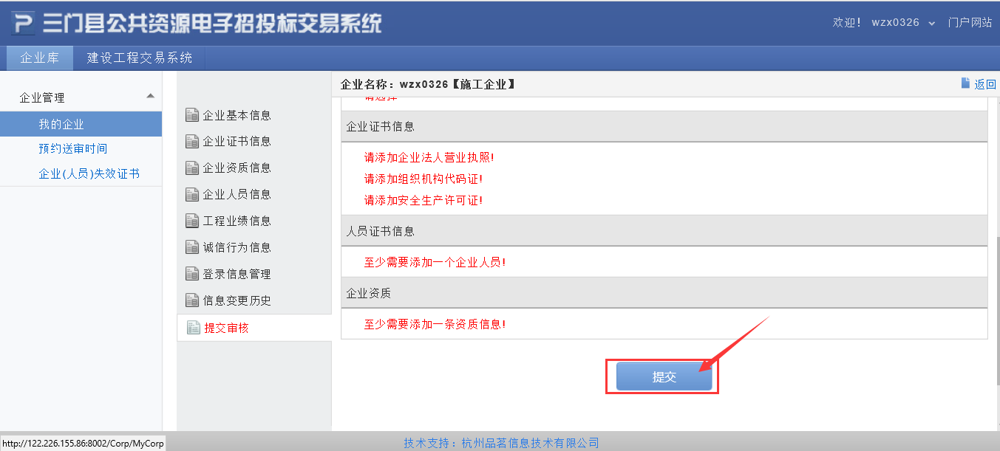 三门县公共资源电子招投标交易系统
欢迎! wzx0326 门户网站
企业库 建设工程交易系统
企业管理
我的企业
预约送审时间
企业(人员)失效证书
企业基本信息
企业证书信息
企业资质信息
企业人员信息
工程业绩信息
诚信行为信息
登录信息管理
信息变更历史
提交审核
企业名称：wzx0326【施工企业】
返回
请选择
企业证书信息
请添加企业法人营业执照!
请添加组织机构代码证!
请添加安全生产许可证!
人员证书信息
至少需要添加一个企业人员!
企业资质
至少需要添加一条资质信息!
提交
http://122.226.155.86:8002/Corp/MyCorp
技术支持：杭州品茗信息技术有限公司